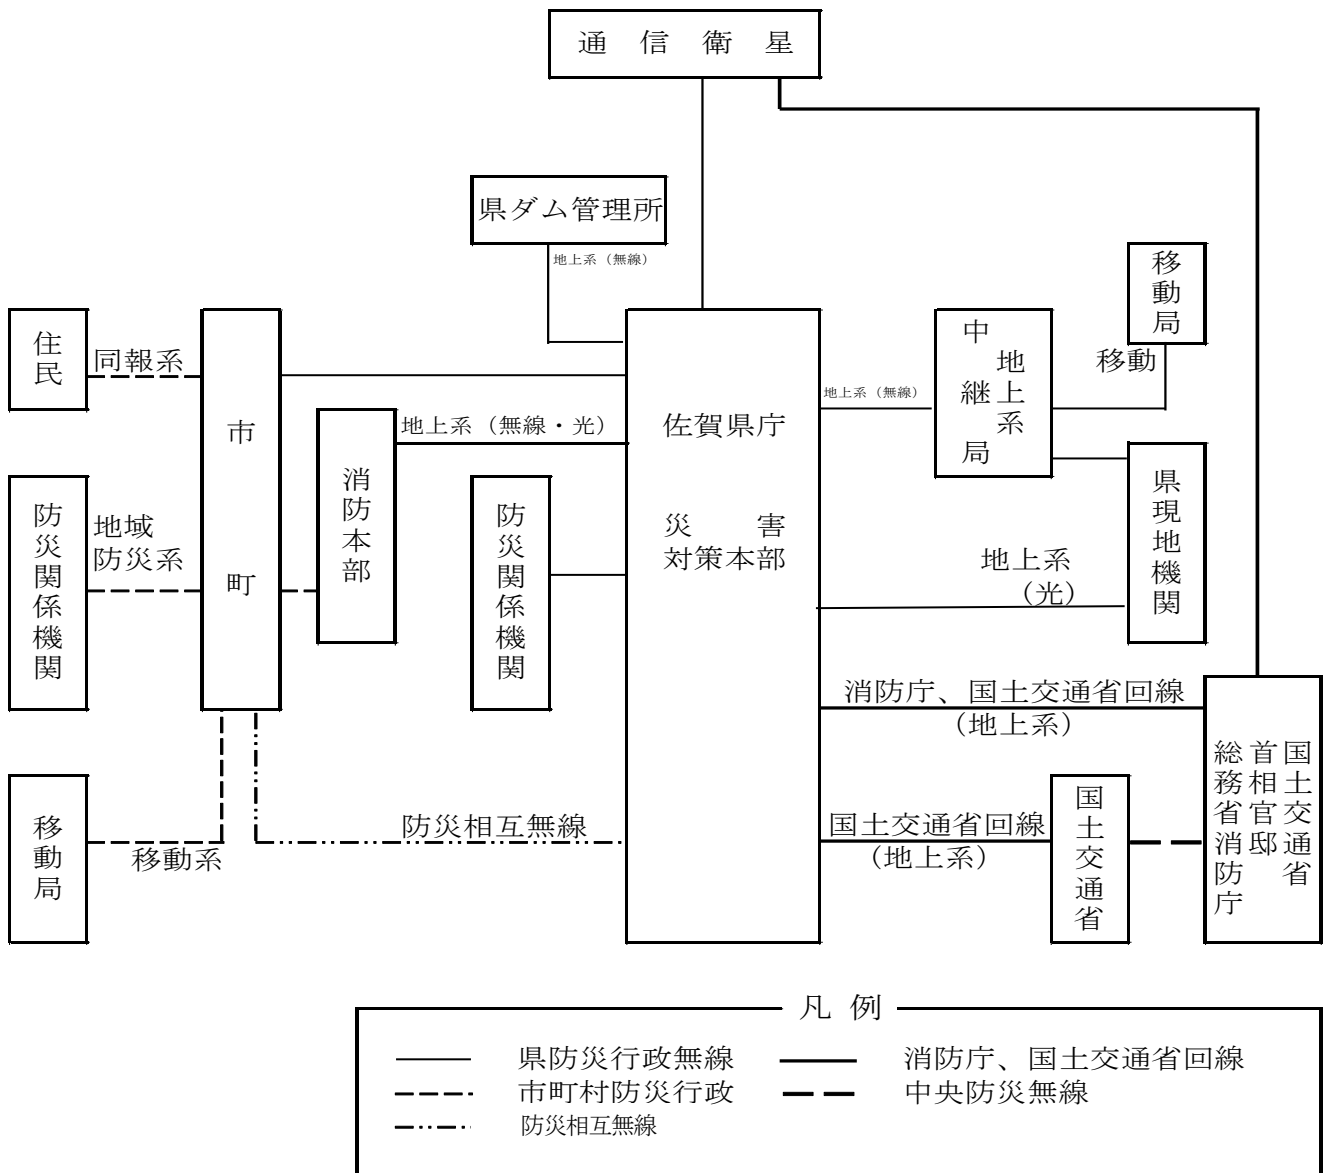 通信衛星
県ダム管理所
地上系（無線）
移動局
住民
同報系
市町
中継局
地上系
移動
地上系（無線）
地上系（無線・光）
佐賀県庁
消防本部
防災関係機関
地域
防災系
防災関係機関
災害
対策本部
県現地機関
地上系
（光）
消防庁、国土交通省回線
（地上系）
国土交通省
首相官邸
総務省消防庁
移動局
移動系
防災相互無線
国土交通省回線
（地上系）
国土交通省
凡例
県防災行政無線
消防庁、国土交通省回線
市町村防災行政
中央防災無線
防災相互無線